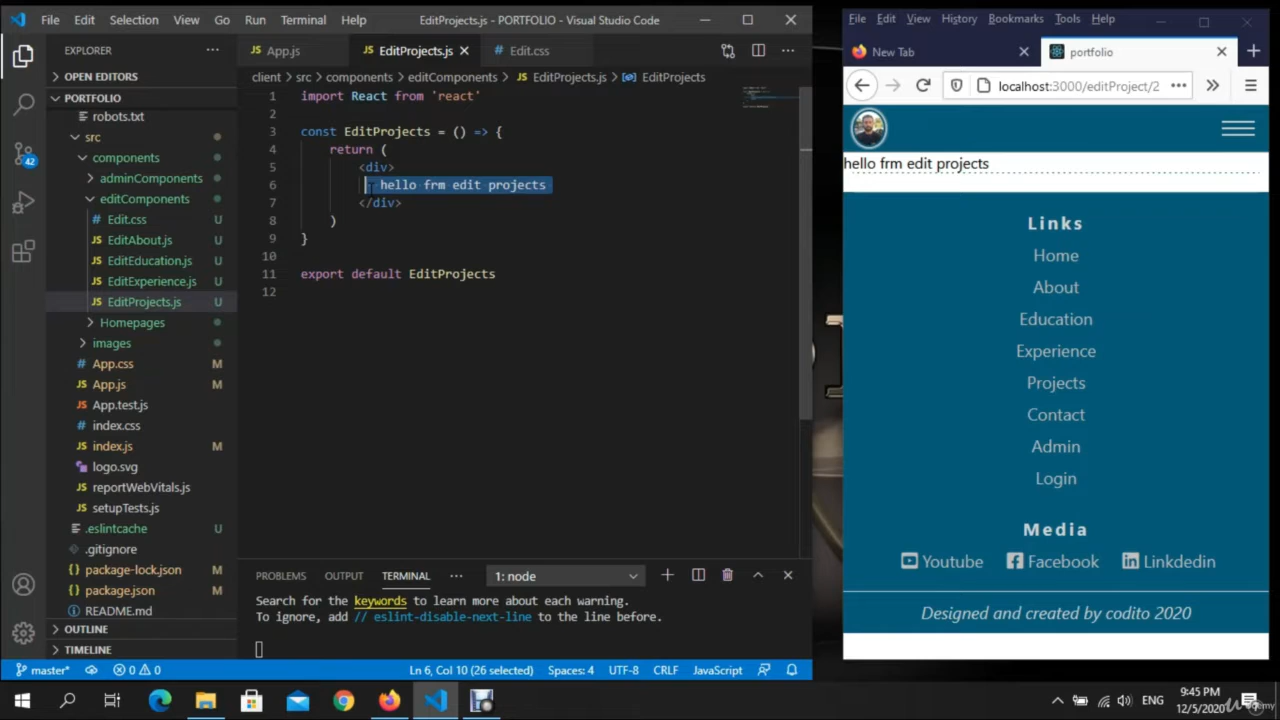 File Edit Selection View Go Run Terminal Help EditProjects.js - PORTFOLIO - Visual Studio Code
EXPLORER
OPEN EDITORS
PORTFOLIO
robots.txt
src
components
adminComponents
editComponents
Edit.css U
EditAbout.js U
EditEducation.js U
EditExperience.js U
EditProjects.js U
Homepages
images
App.css M
App.js M
App.test.js
index.css
index.js M
logo.svg
reportWebVitals.js
setupTests.js
.eslintcache U
.gitignore
package-lock.json M
package.json M
README.md
OUTLINE
TIMELINE
42
JS App.js JS EditProjects.js # Edit.css
client > src > components > editComponents > JS EditProjects.js > EditProjects
1 import React from 'react'
2
3 const EditProjects = () => {
4 return (
5 <div>
6 hello frm edit projects
7 </div>
8 )
9 }
10
11 export default EditProjects
12
PROBLEMS OUTPUT TERMINAL 1: node
Search for the keywords to learn more about each warning.
To ignore, add // eslint-disable-next-line to the line before.
master* 0 0 Ln 6, Col 10 (26 selected) Spaces: 4 UTF-8 CRLF JavaScript
File Edit View History Bookmarks Tools Help
New Tab portfolio
localhost:3000/editProject/2
hello frm edit projects
Links
Home
About
Education
Experience
Projects
Contact
Admin
Login
Media
Youtube Facebook Linkdedin
Designed and created by codito 2020
ENG 9:45 PM
12/5/2020
Udemy